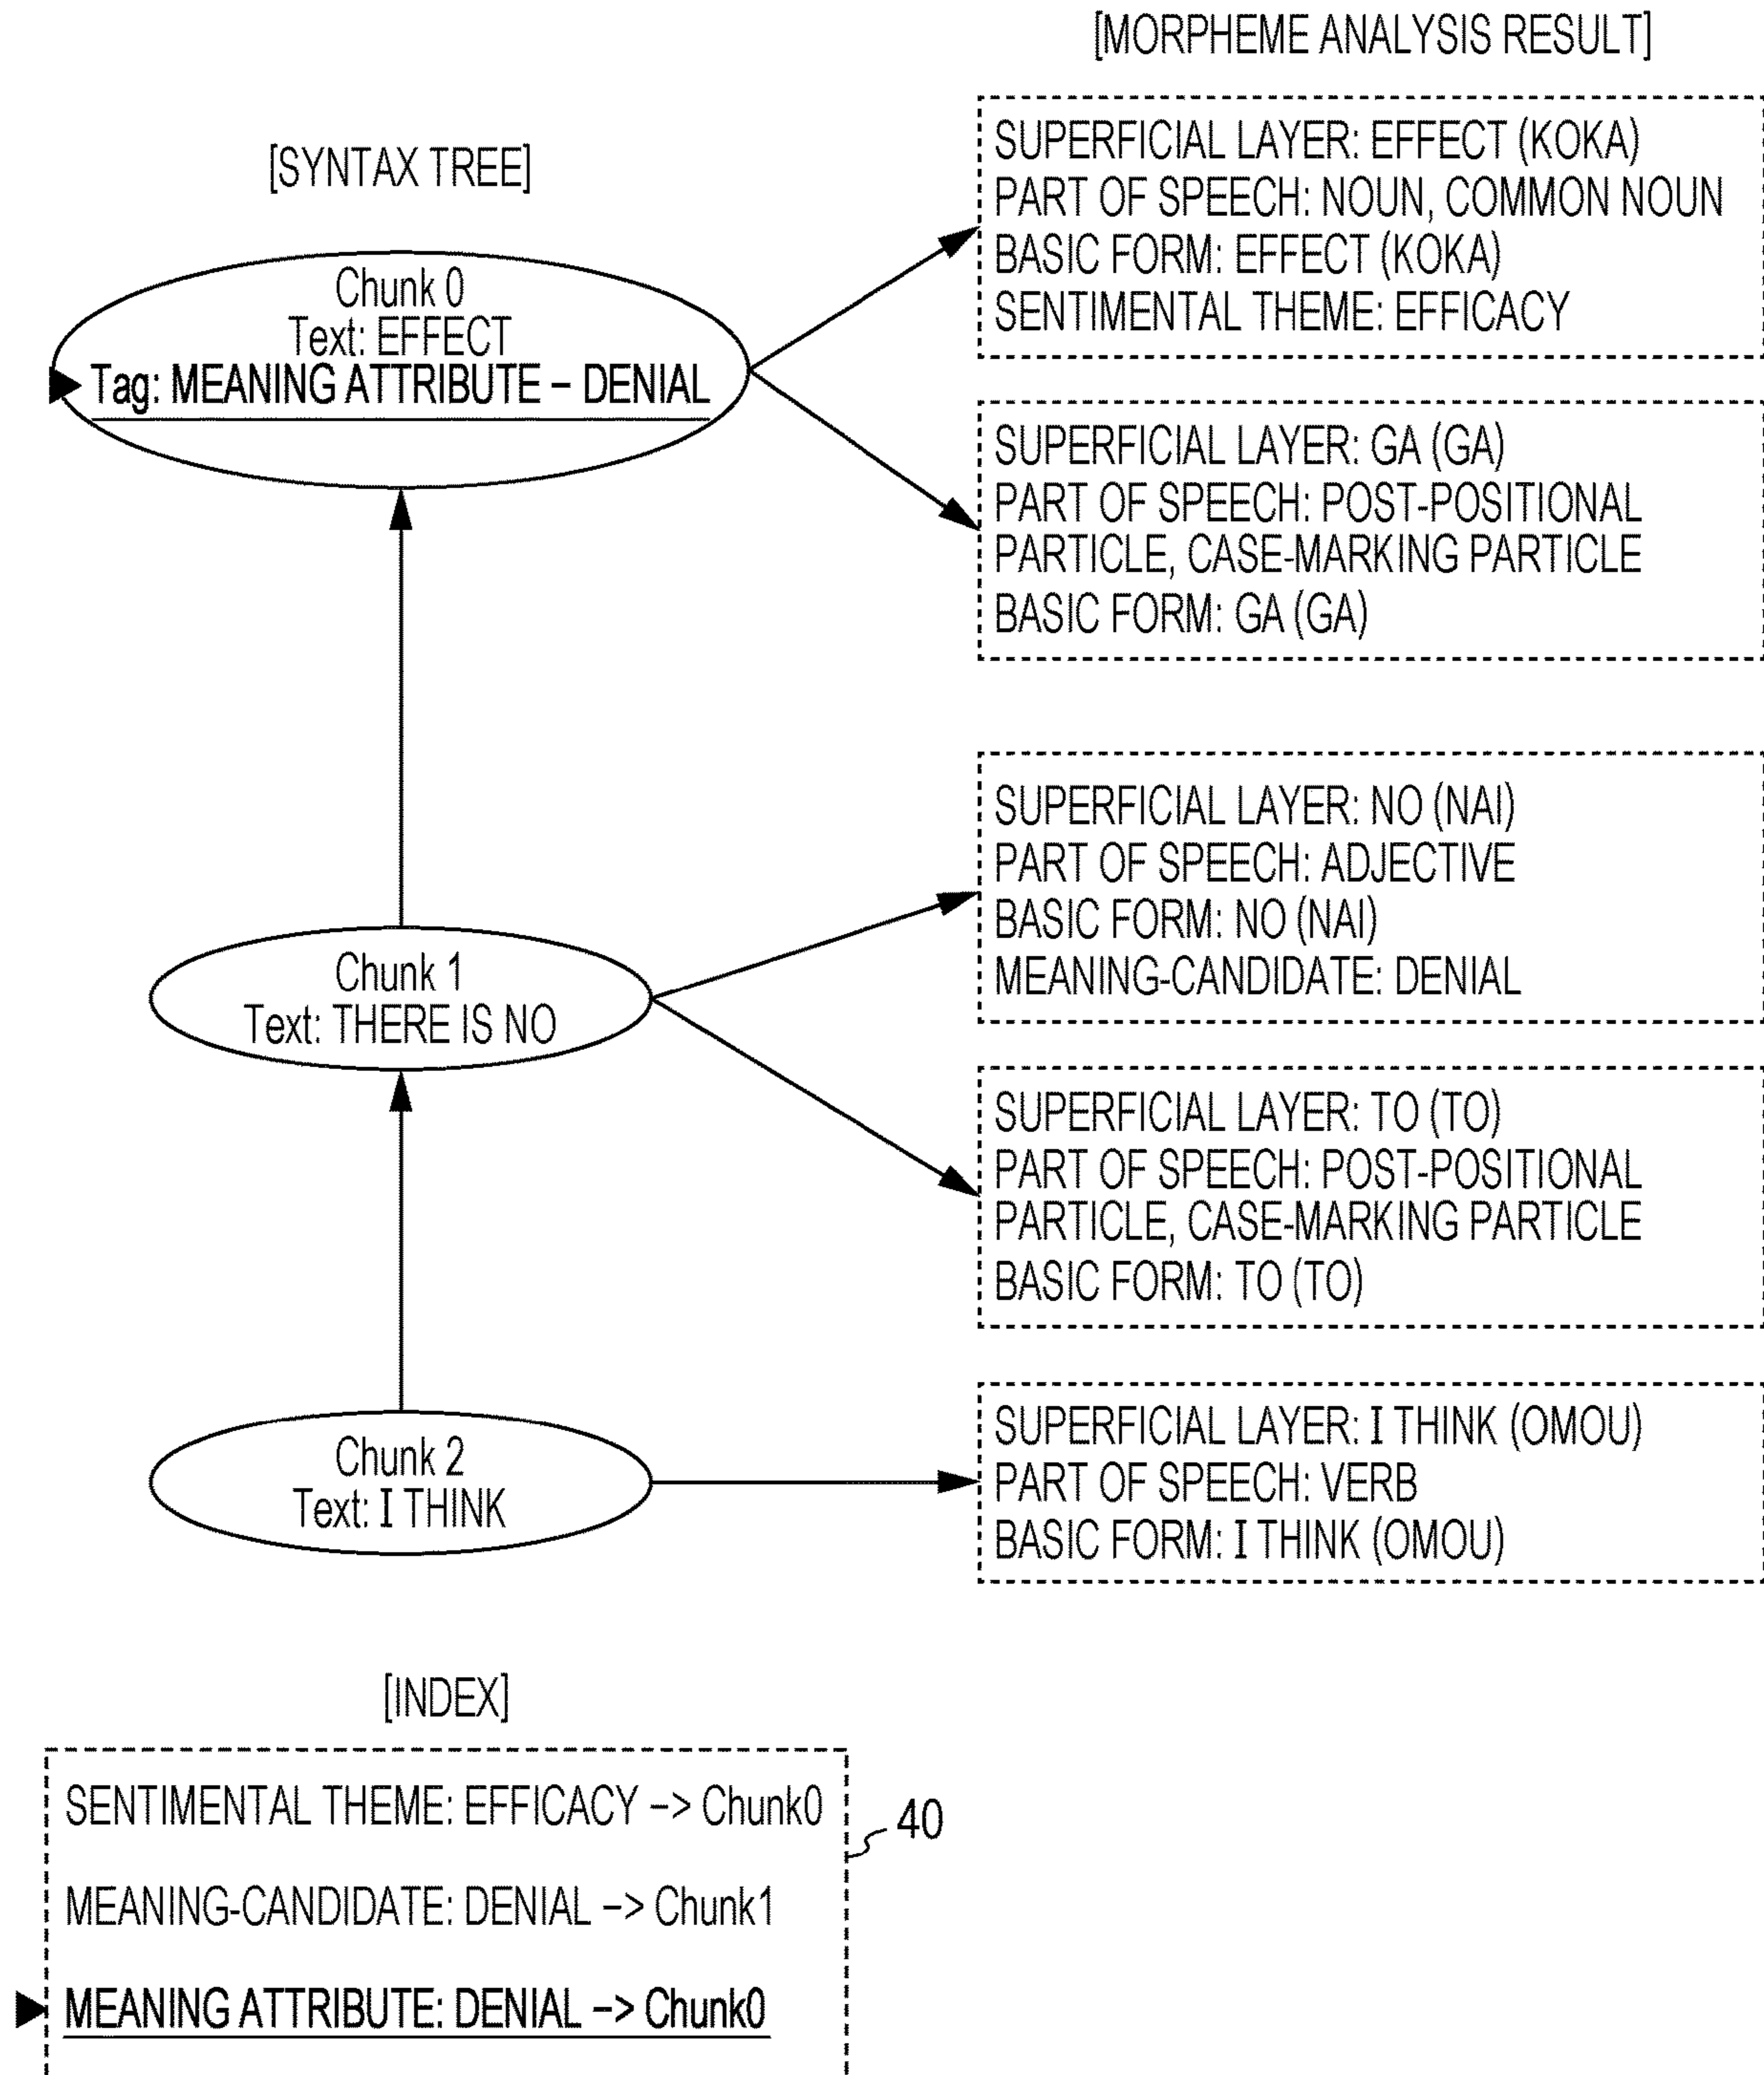 [MORPHEME ANALYSIS RESULT]
[SYNTAX TREE]
Chunk 0
Text: EFFECT
Tag: MEANING ATTRIBUTE – DENIAL
SUPERFICIAL LAYER: EFFECT (KOKA)
PART OF SPEECH: NOUN, COMMON NOUN
BASIC FORM: EFFECT (KOKA)
SENTIMENTAL THEME: EFFICACY
SUPERFICIAL LAYER: GA (GA)
PART OF SPEECH: POST-POSITIONAL
PARTICLE, CASE-MARKING PARTICLE
BASIC FORM: GA (GA)
Chunk 1
Text: THERE IS NO
SUPERFICIAL LAYER: NO (NAI)
PART OF SPEECH: ADJECTIVE
BASIC FORM: NO (NAI)
MEANING-CANDIDATE: DENIAL
SUPERFICIAL LAYER: TO (TO)
PART OF SPEECH: POST-POSITIONAL
PARTICLE, CASE-MARKING PARTICLE
BASIC FORM: TO (TO)
Chunk 2
Text: I THINK
SUPERFICIAL LAYER: I THINK (OMOU)
PART OF SPEECH: VERB
BASIC FORM: I THINK (OMOU)
[INDEX]
SENTIMENTAL THEME: EFFICACY –> Chunk0
40
MEANING-CANDIDATE: DENIAL –> Chunk1
MEANING ATTRIBUTE: DENIAL –> Chunk0